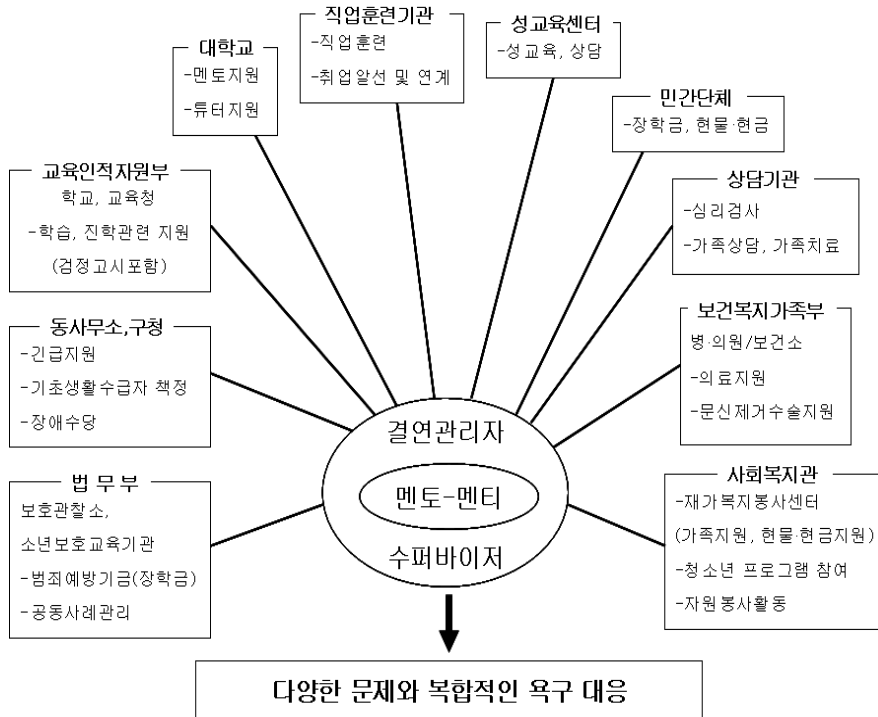 직업훈련기관
-직업훈련
-취업알선 및 연계
성교육센터
-성교육, 상담
대학교
-멘토지원
-튜터지원
민간단체
-장학금, 현물·현금
교육인적자원부
학교, 교육청
-학습, 진학관련 지원
(검정고시포함)
상담기관
-심리검사
-가족상담, 가족치료
동사무소,구청
-긴급지원
-기초생활수급자 책정
-장애수당
보건복지가족부
병·의원/보건소
-의료지원
-문신제거수술지원
법 무 부
보호관찰소,
소년보호교육기관
-범죄예방기금(장학금)
-공동사례관리
결연관리자
멘토-멘티
수퍼바이저
사회복지관
-재가복지봉사센터
(가족지원, 현물·현금지원)
-청소년 프로그램 참여
-자원봉사활동
다양한 문제와 복합적인 욕구 대응